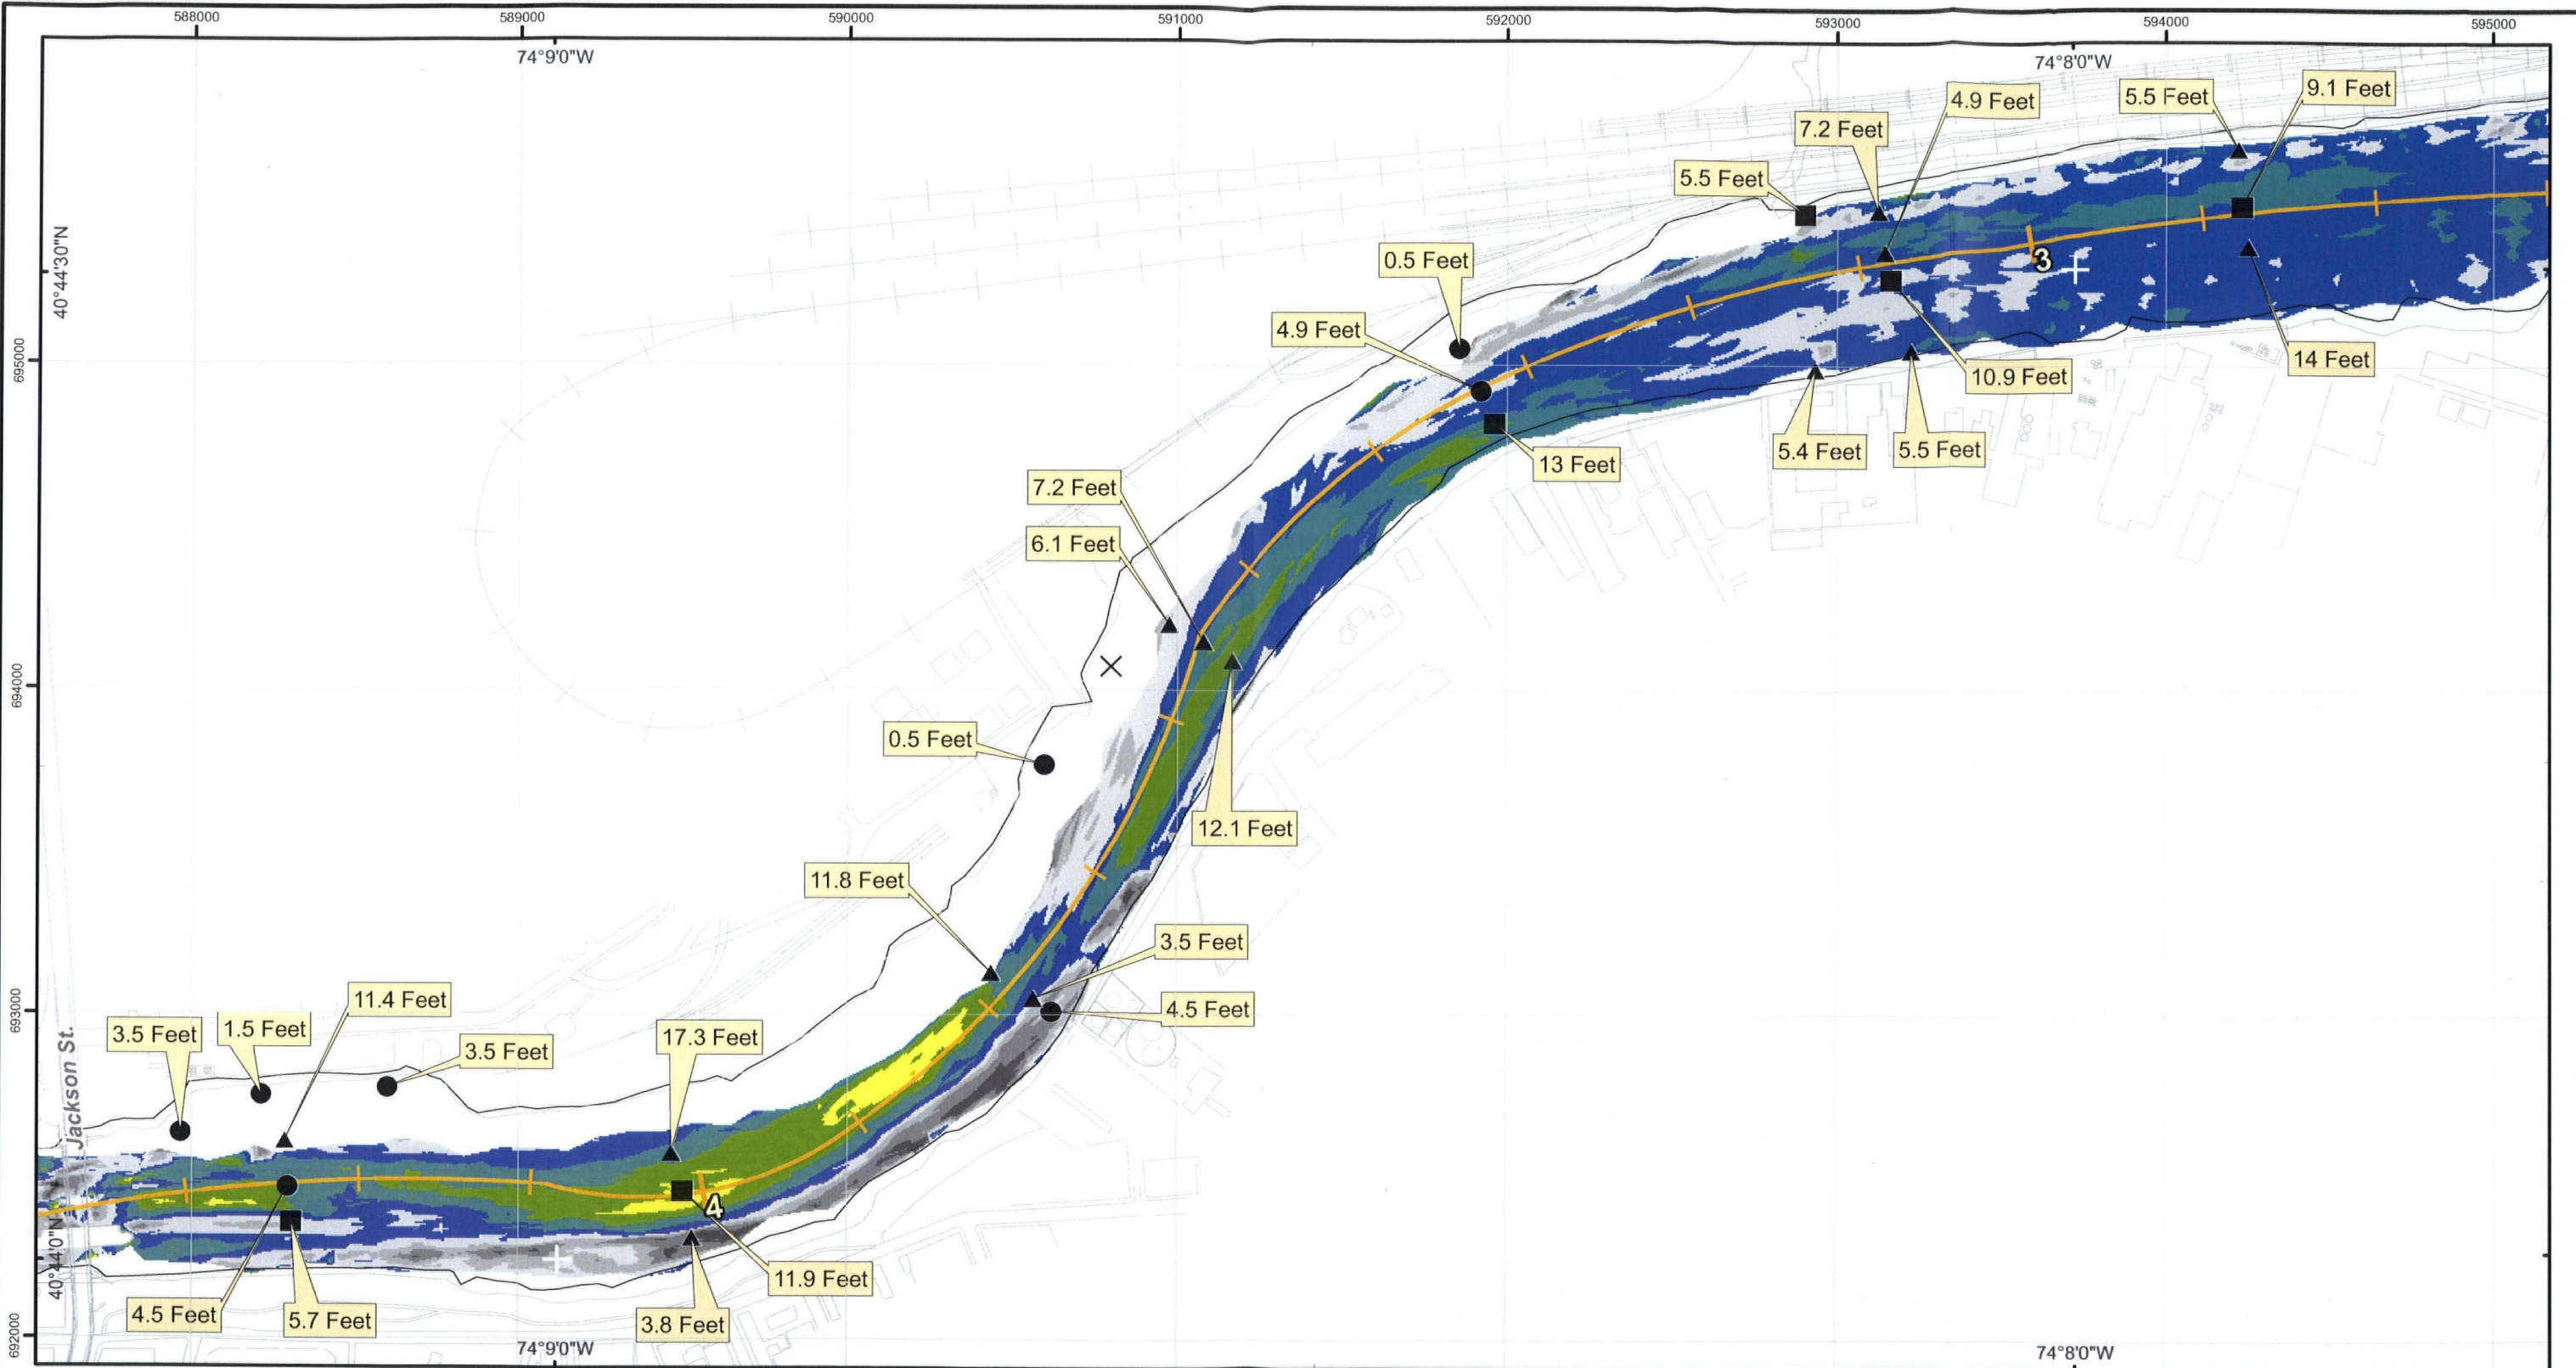 588000
589000
590000
591000
592000
593000
594000
595000
74°9'0"W
74°8'0"W
9.1 Feet
5.5 Feet
4.9 Feet
7.2 Feet
5.5 Feet
40°44'30"N
0.5 Feet
3
4.9 Feet
695000
14 Feet
10.9 Feet
5.4 Feet
5.5 Feet
13 Feet
7.2 Feet
6.1 Feet
694000
0.5 Feet
12.1 Feet
11.8 Feet
3.5 Feet
4.5 Feet
693000
11.4 Feet
3.5 Feet
1.5 Feet
3.5 Feet
17.3 Feet
Jackson St.
4
40°44'0"N
11.9 Feet
4.5 Feet
5.7 Feet
3.8 Feet
692000
74°9'0"W
74°8'0"W